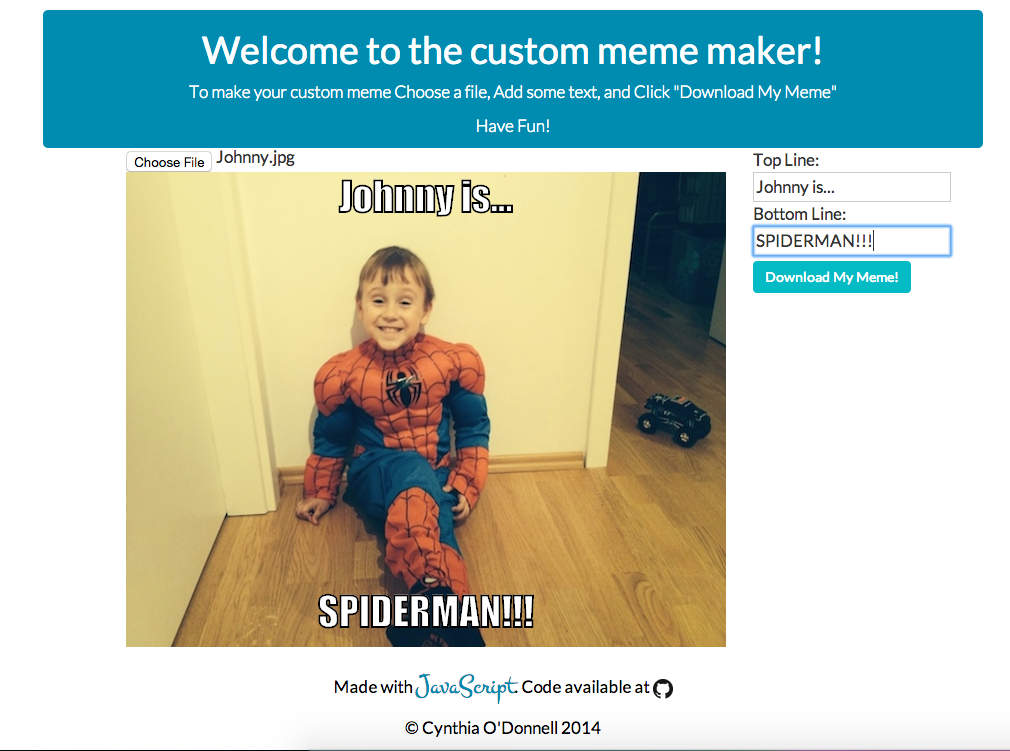 Welcome to the custom meme maker!
To make your custom meme Choose a file, Add some text, and Click "Download My Meme"
Have Fun!
Choose File Johnny.jpg
Johnny is...
SPIDERMAN!!!
Top Line:
Johnny is...
Bottom Line:
SPIDERMAN!!!
Download My Meme!
Made with JavaScript. Code available at
© Cynthia O'Donnell 2014